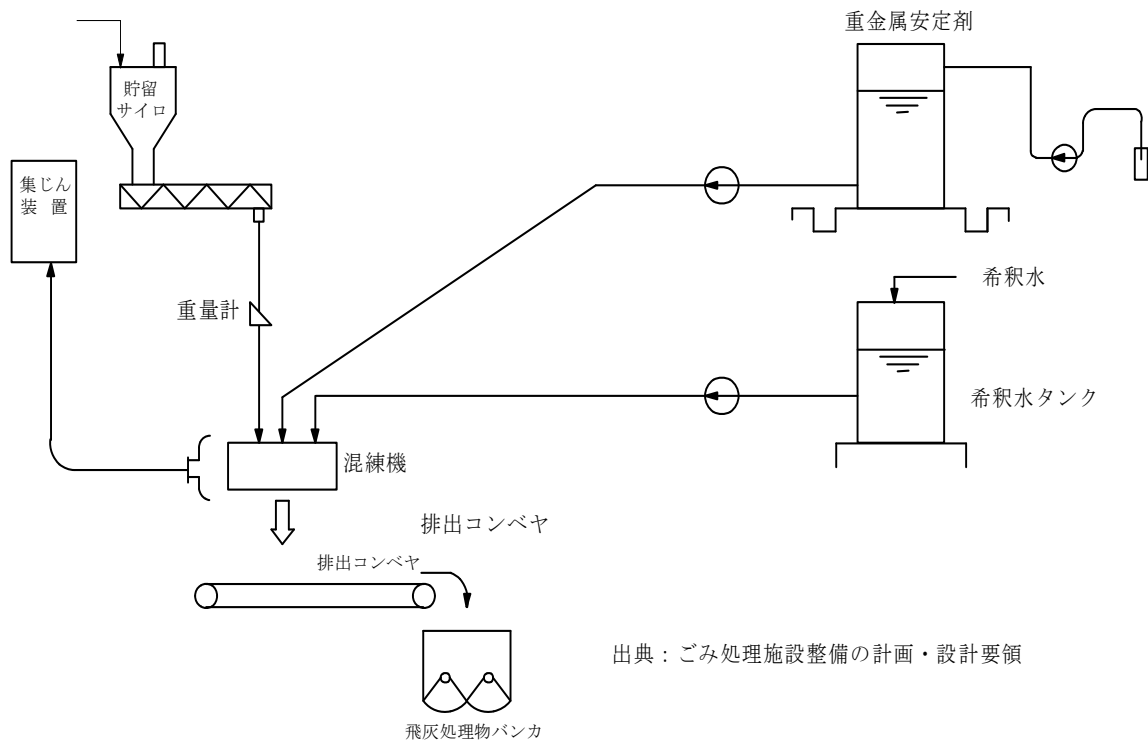 重金属安定剤
貯留
サイロ
集じん
装 置
重量計
希釈水
希釈水タンク
混練機
排出コンベヤ
排出コンベヤ
出典：ごみ処理施設整備の計画・設計要領
飛灰処理物バンカ